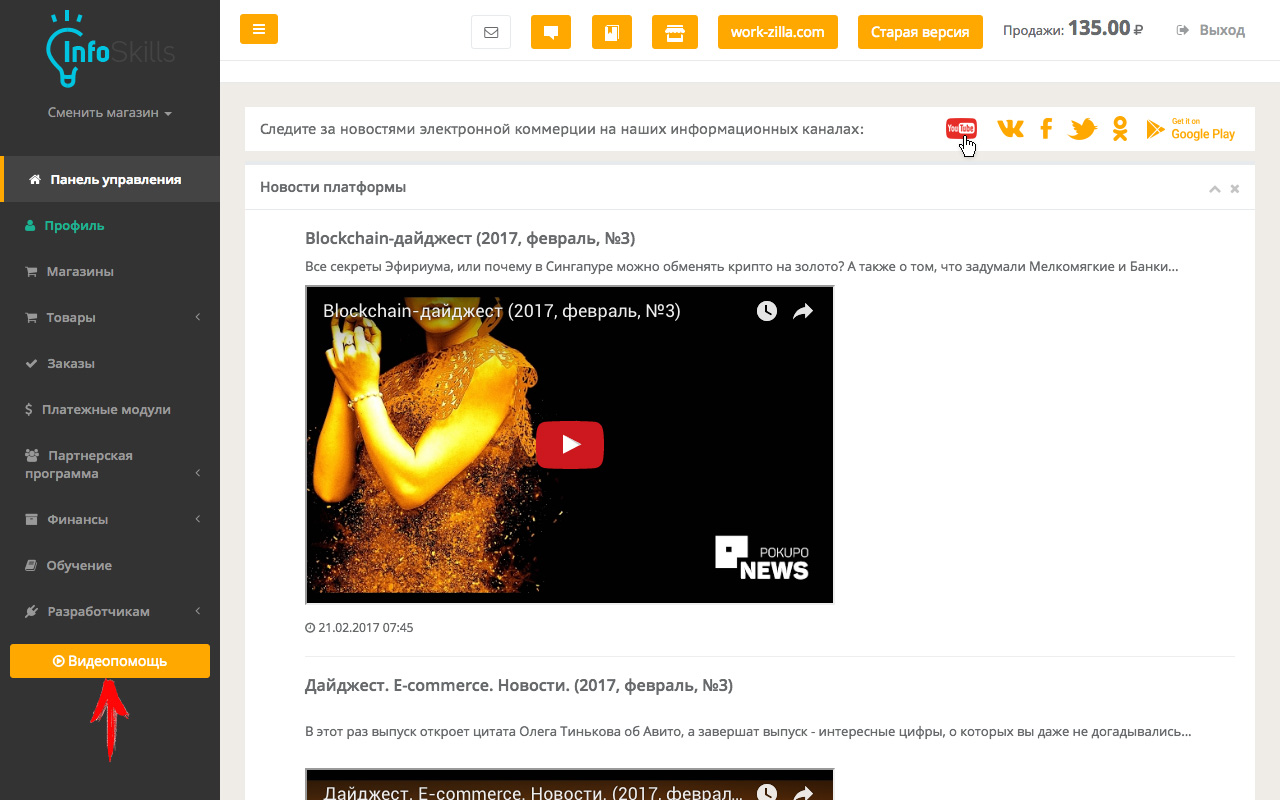 InfoSkills
Сменить магазин
Панель управления
Профиль
Магазины
Товары
Заказы
Платежные модули
Партнерская
программа
Финансы
Обучение
Разработчикам
Видеопомощь
work-zilla.com
Старая версия
Продажи: 135.00 ₽
Выход
Следите за новостями электронной коммерции на наших информационных каналах:
You Tube
Get it on
Google Play
Новости платформы
Blockchain-дайджест (2017, февраль, №3)
Все секреты Эфириума, или почему в Сингапуре можно обменять крипто на золото? А также о том, что задумали Мелкомягкие и Банки...
Blockchain-дайджест (2017, февраль, №3)
POKUPO
NEWS
21.02.2017 07:45
Дайджест. E-commerce. Новости. (2017, февраль, №3)
В этот раз выпуск откроет цитата Олега Тинькова об Авито, а завершат выпуск - интересные цифры, о которых вы даже не догадывались...
Дайджест. E-commerce. Новости. (2017, феврал...